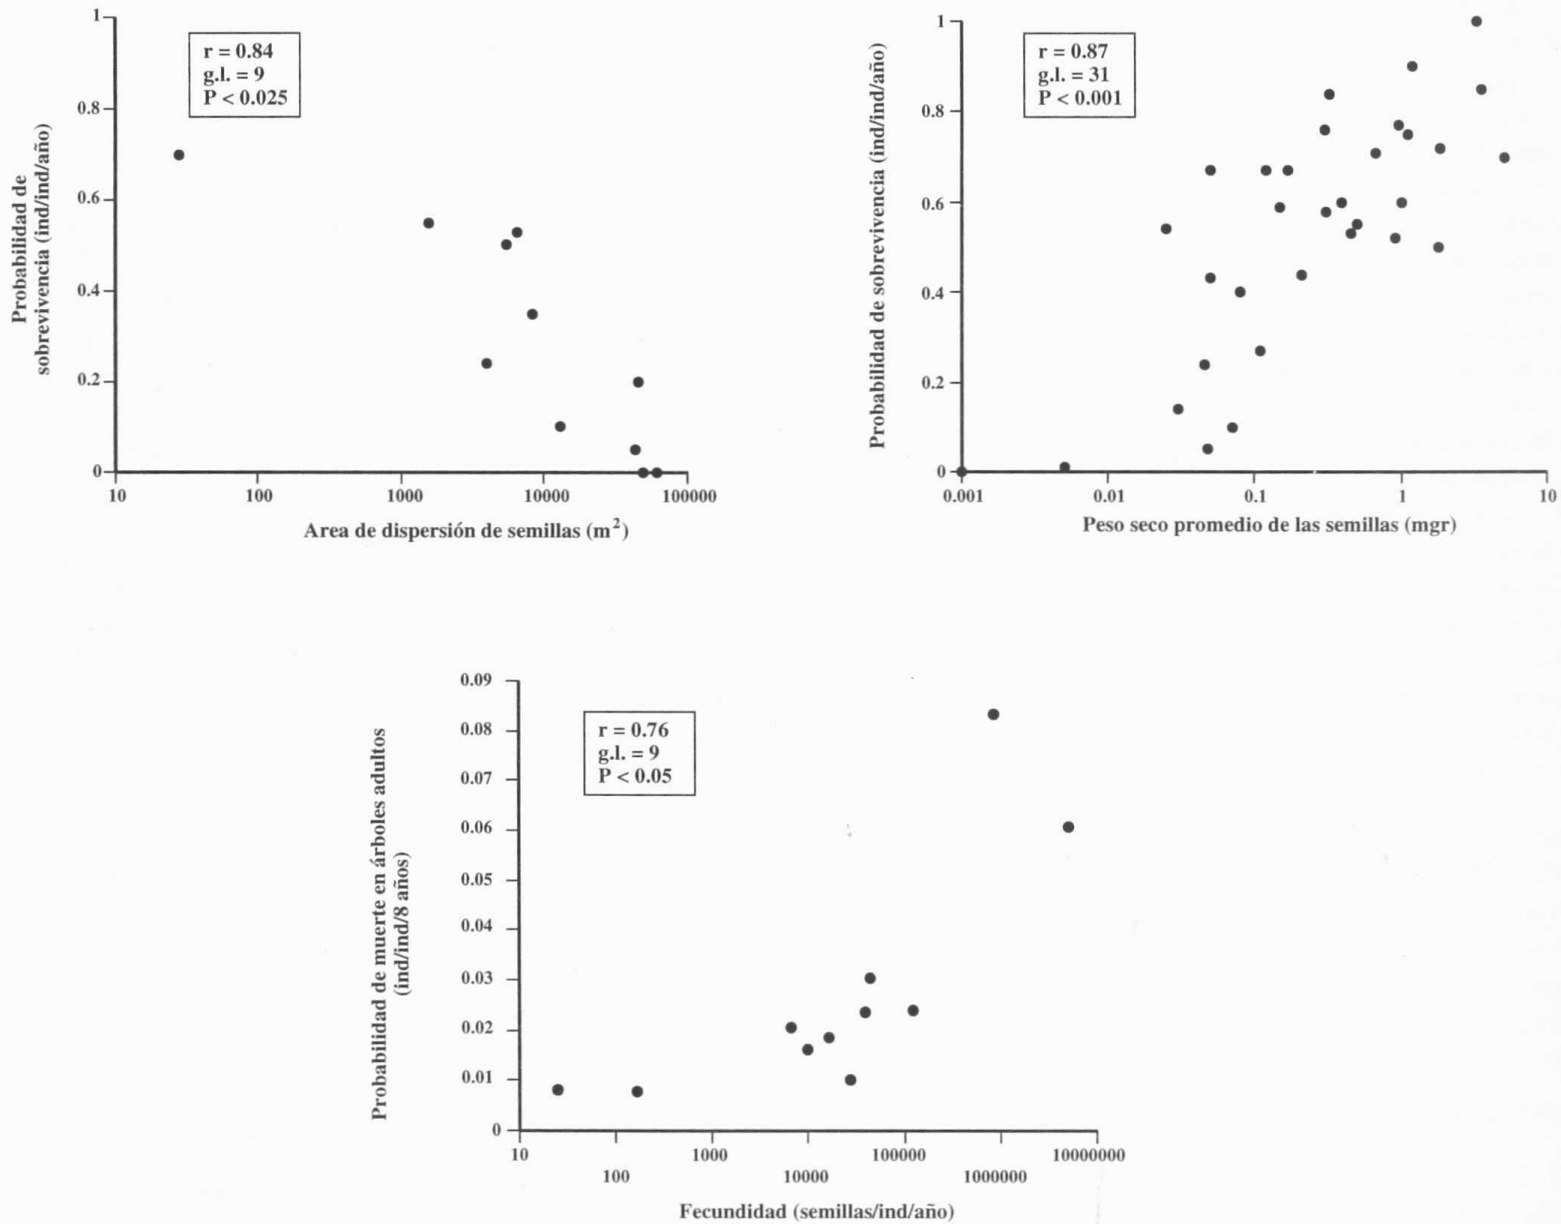 r = 0.84
g.l. = 9
P < 0.025
1
0.8
0.6
0.4
0.2
0
Probabilidad de
sobrevivencia (ind/ind/año)
10 100 1000 10000 100000
Area de dispersión de semillas (m²)
r = 0.87
g.l. = 31
P < 0.001
1
0.8
0.6
0.4
0.2
0
Probabilidad de sobrevivencia (ind/ind/año)
0.001 0.01 0.1 1 10
Peso seco promedio de las semillas (mgr)
r = 0.76
g.l. = 9
P < 0.05
0.09
0.08
0.07
0.06
0.05
0.04
0.03
0.02
0.01
0
Probabilidad de muerte en árboles adultos
(ind/ind/8 años)
10 1000 100000 10000000
100 10000 1000000
Fecundidad (semillas/ind/año)